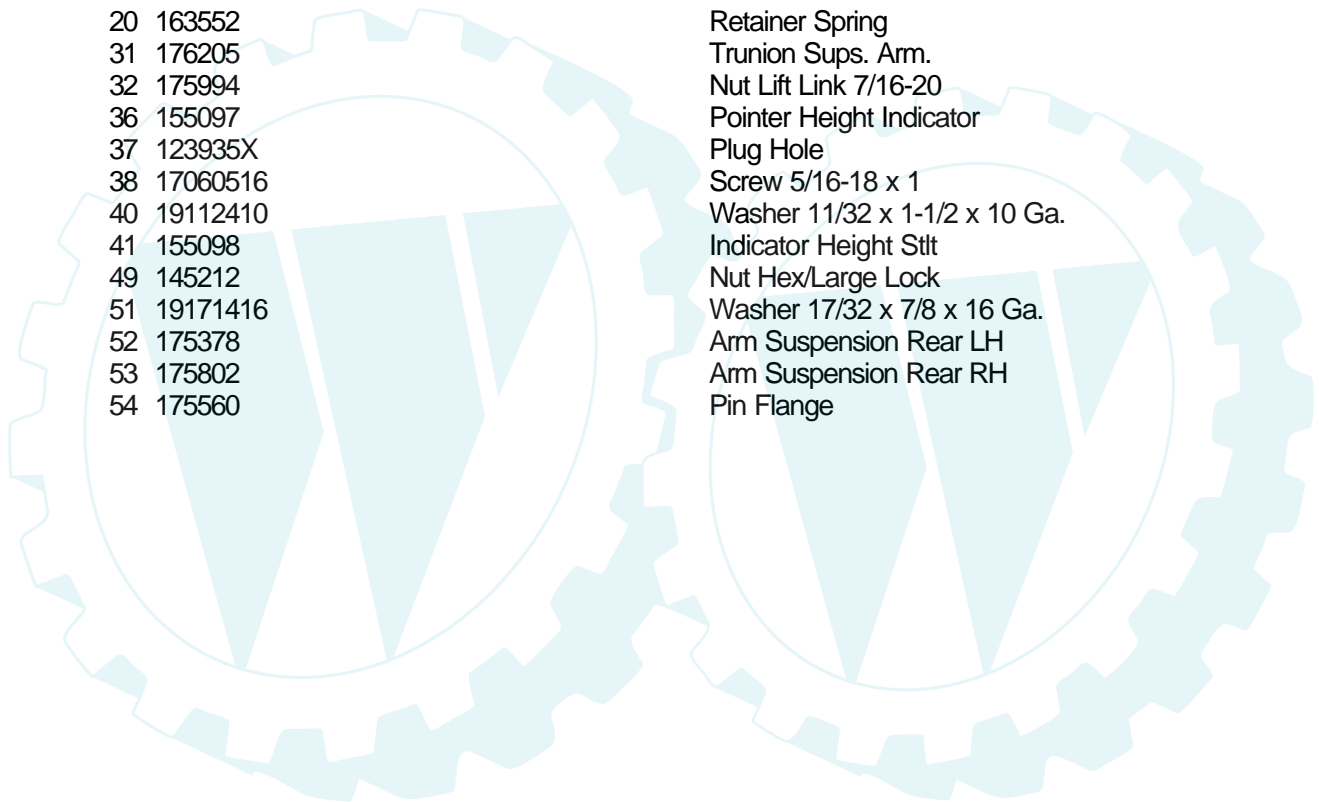 20 163552 Retainer Spring
31 176205 Trunion Sups. Arm.
32 175994 Nut Lift Link 7/16-20
36 155097 Pointer Height Indicator
37 123935X Plug Hole
38 17060516 Screw 5/16-18 x 1
40 19112410 Washer 11/32 x 1-1/2 x 10 Ga.
41 155098 Indicator Height Stlt
49 145212 Nut Hex/Large Lock
51 19171416 Washer 17/32 x 7/8 x 16 Ga.
52 175378 Arm Suspension Rear LH
53 175802 Arm Suspension Rear RH
54 175560 Pin Flange